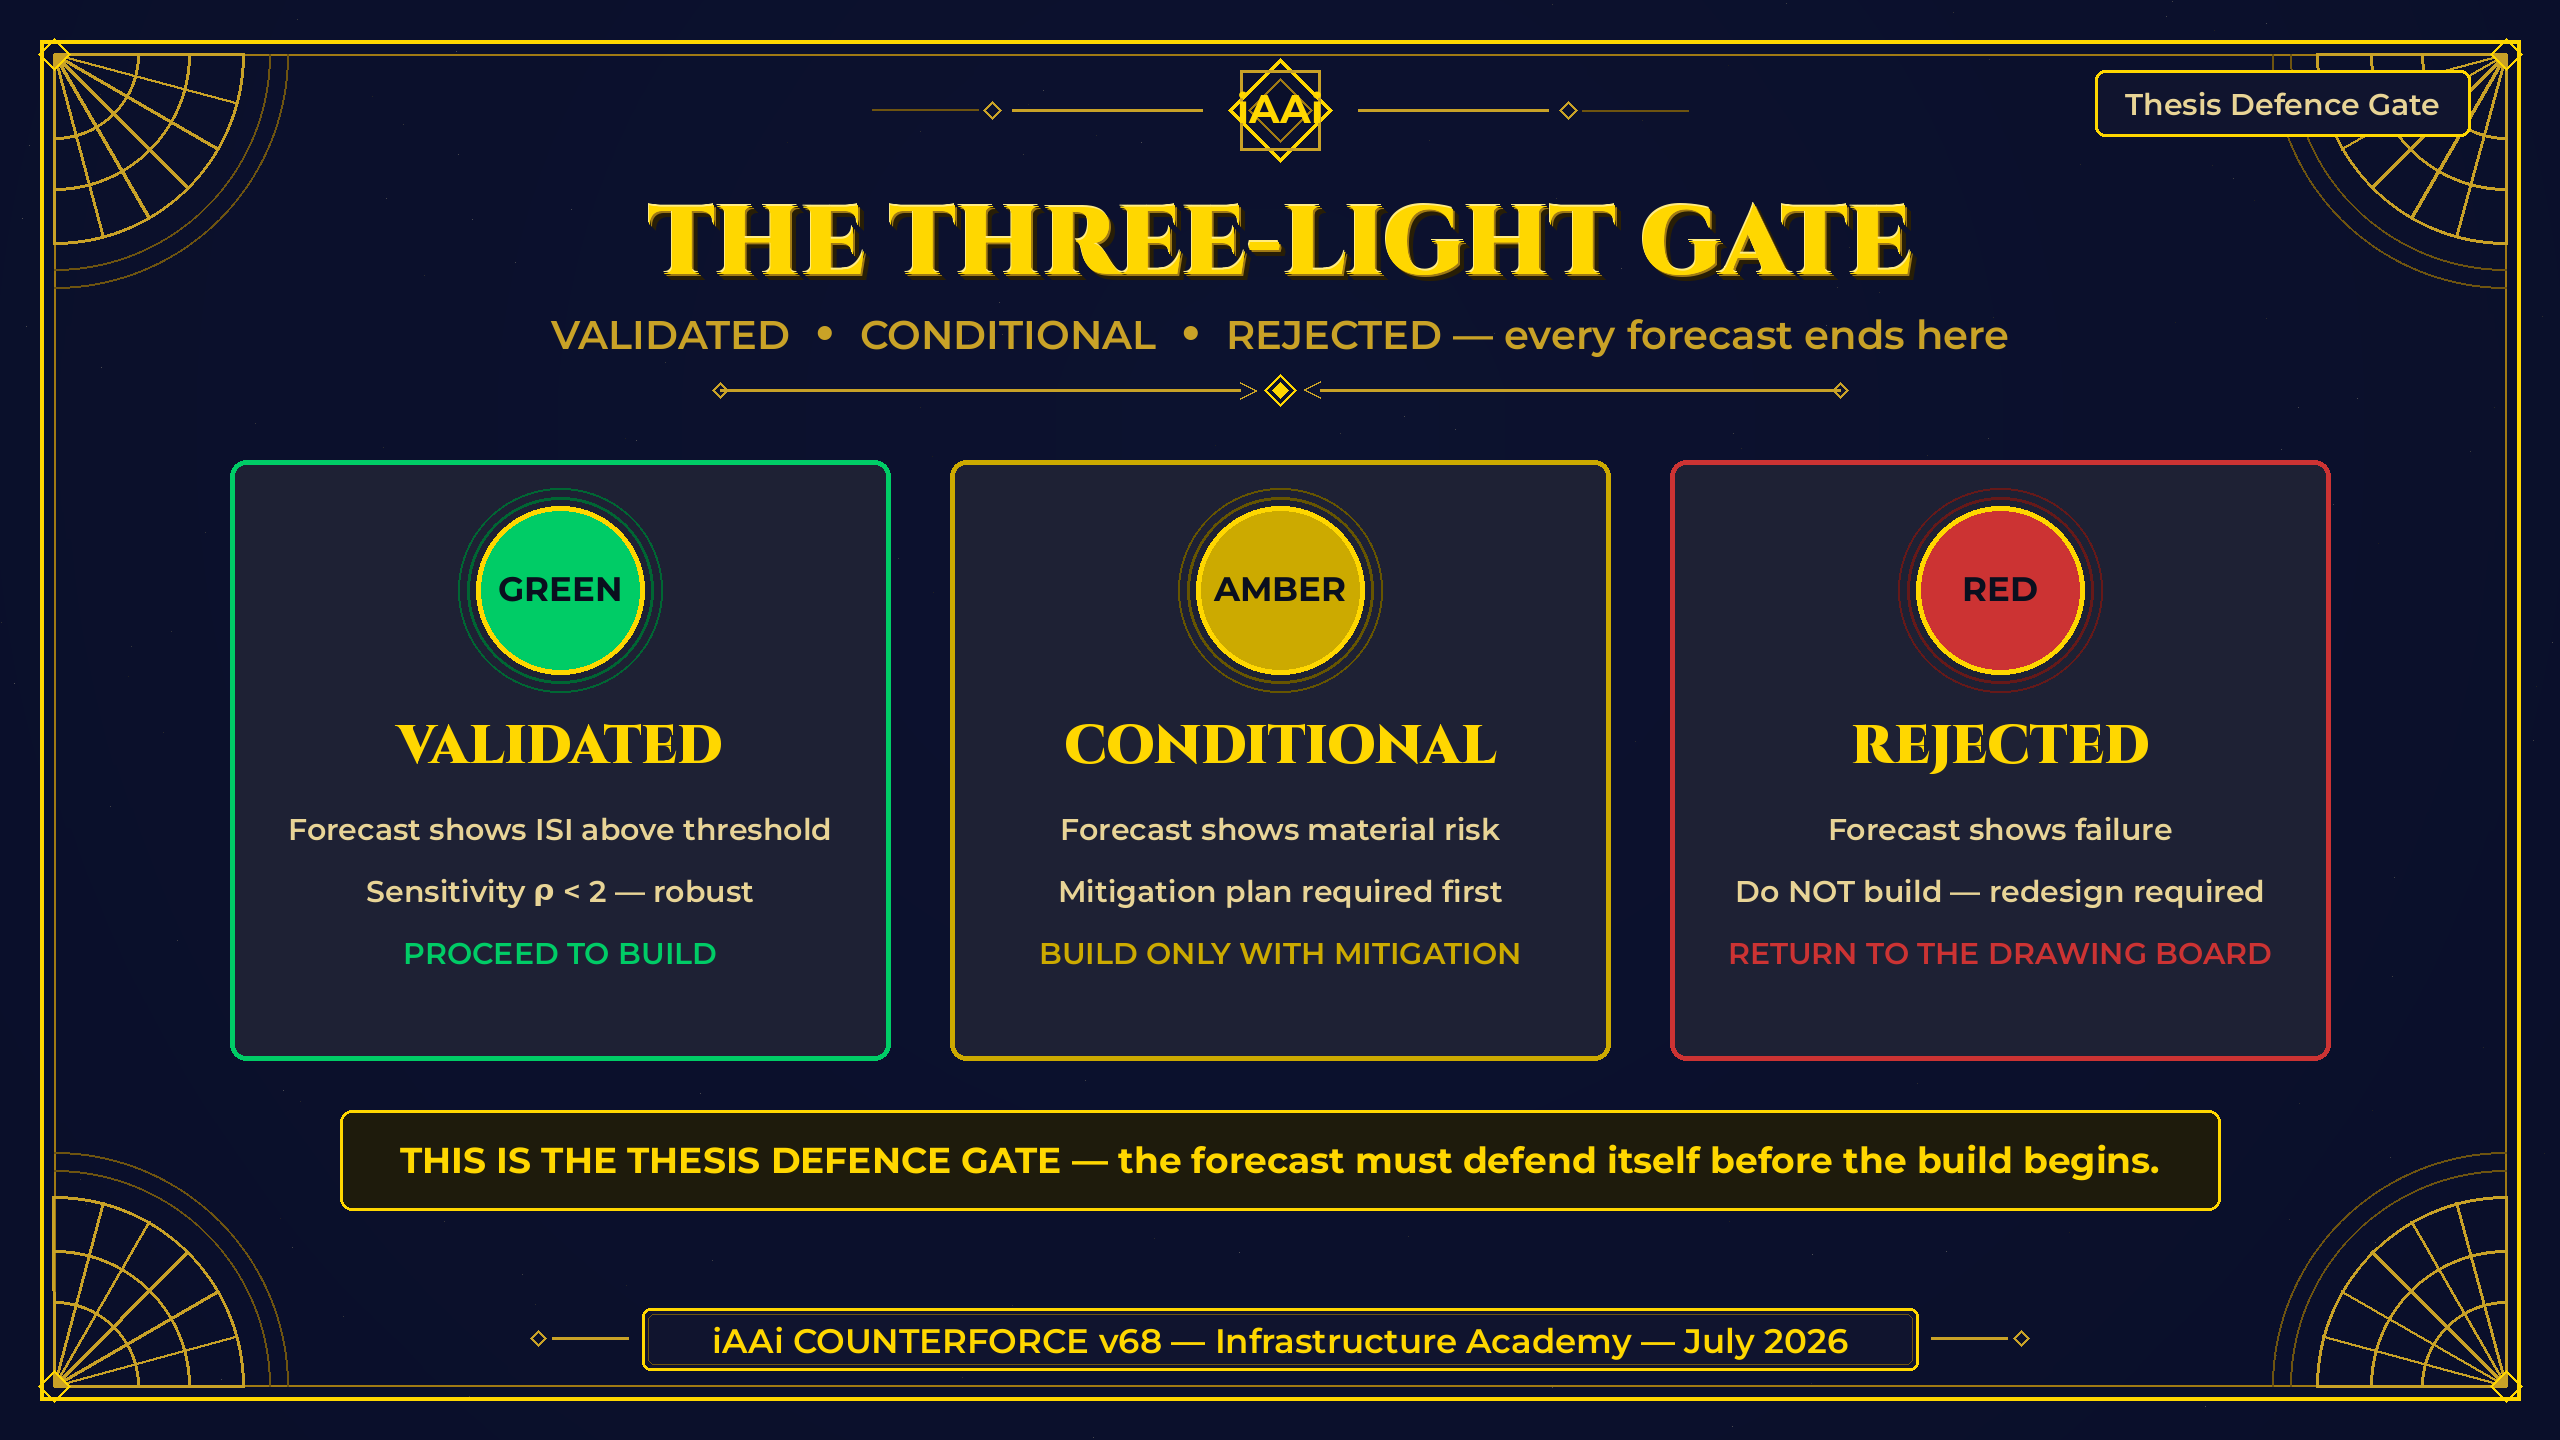 iAAi
Thesis Defence Gate
THE THREE-LIGHT GATE
VALIDATED • CONDITIONAL • REJECTED — every forecast ends here
GREEN
VALIDATED
Forecast shows ISI above threshold
Sensitivity ρ < 2 — robust
PROCEED TO BUILD
AMBER
CONDITIONAL
Forecast shows material risk
Mitigation plan required first
BUILD ONLY WITH MITIGATION
RED
REJECTED
Forecast shows failure
Do NOT build — redesign required
RETURN TO THE DRAWING BOARD
THIS IS THE THESIS DEFENCE GATE — the forecast must defend itself before the build begins.
iAAi COUNTERFORCE v68 — Infrastructure Academy — July 2026